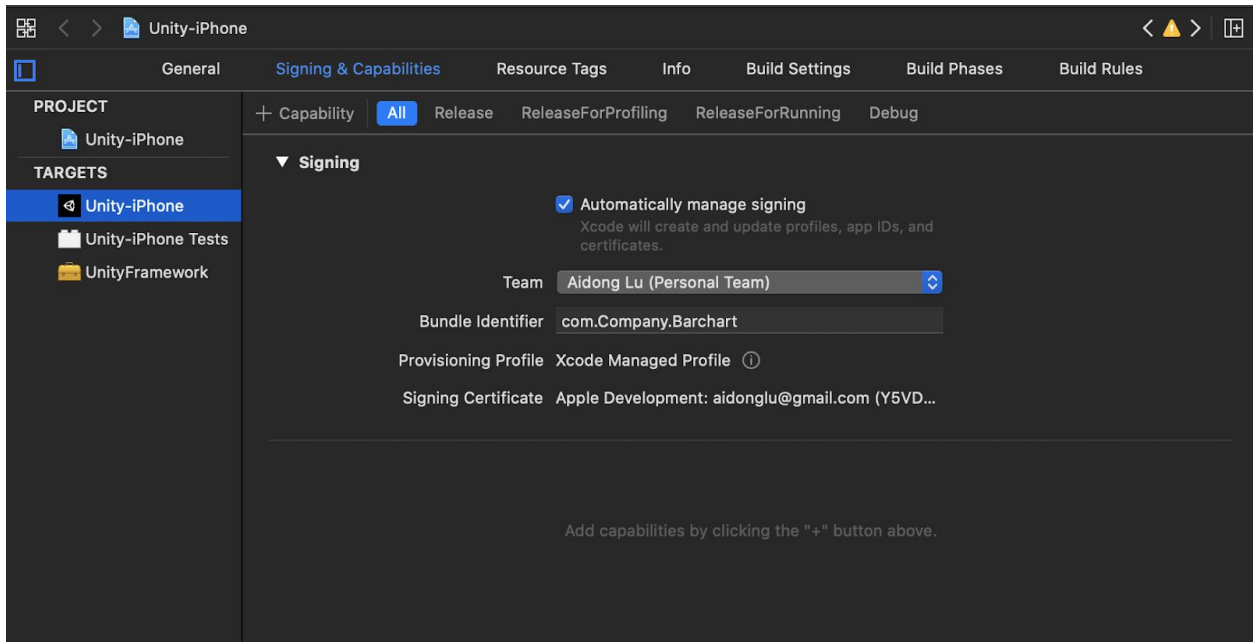 Unity-iPhone
General Signing & Capabilities Resource Tags Info Build Settings Build Phases Build Rules
PROJECT
Unity-iPhone
TARGETS
Unity-iPhone
Unity-iPhone Tests
UnityFramework
+ Capability All Release ReleaseForProfiling ReleaseForRunning Debug
Signing
Automatically manage signing
Xcode will create and update profiles, app IDs, and
certificates.
Team Aidong Lu (Personal Team)
Bundle Identifier com.Company.Barchart
Provisioning Profile Xcode Managed Profile
Signing Certificate Apple Development: aidonglu@gmail.com (Y5VD...
Add capabilities by clicking the "+" button above.